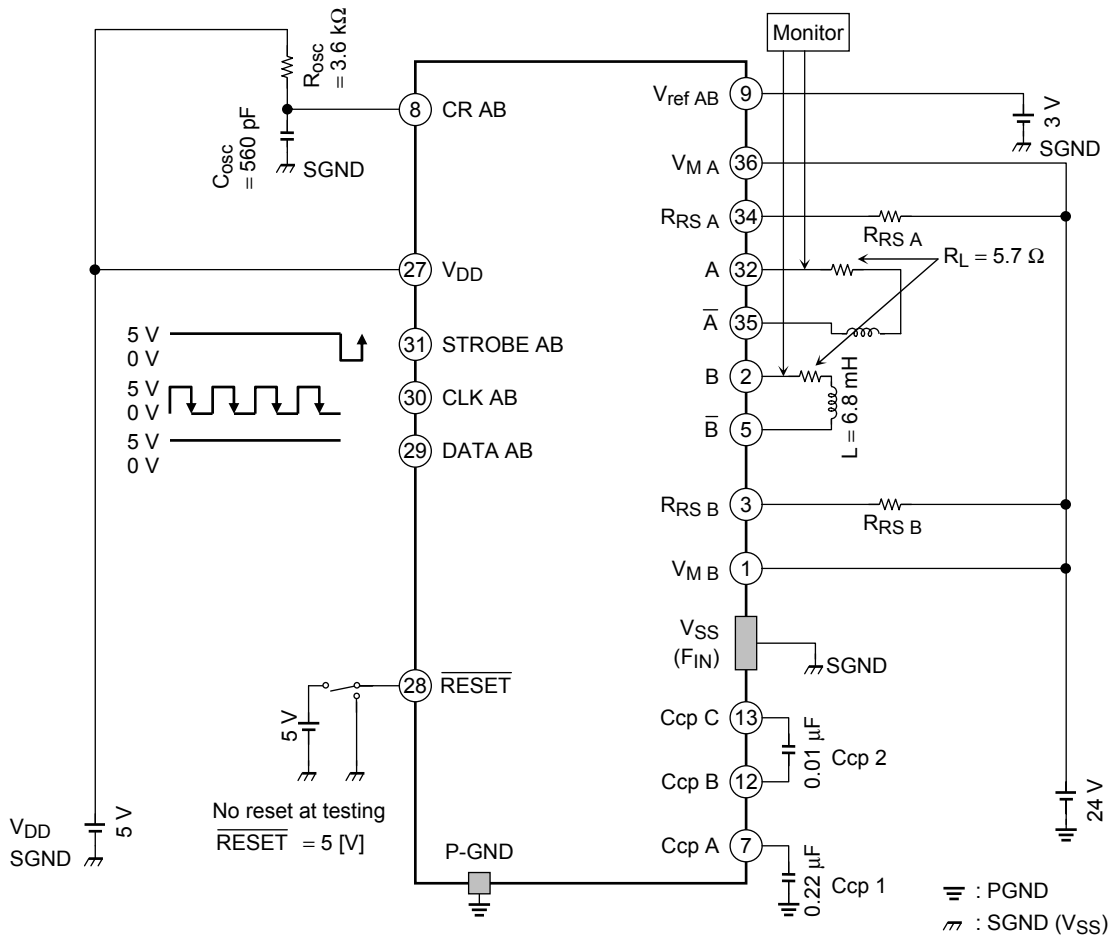 Monitor
Rosc
= 3.6 kΩ
Cosc
= 560 pF
SGND
8
CR AB
27
VDD
5 V
0 V
31
STROBE AB
5 V
0 V
30
CLK AB
5 V
0 V
29
DATA AB
28
RESET
5 V
No reset at testing
RESET = 5 [V]
VDD
SGND
5 V
P-GND
Vref AB
9
3 V
SGND
VM A
36
RRS A
34
RRS A
RL = 5.7 Ω
A
32
A
35
B
2
B
5
L = 6.8 mH
RRS B
3
RRS B
VM B
1
VSS
(FIN)
SGND
Ccp C
13
0.01 μF
Ccp 2
Ccp B
12
Ccp A
7
0.22 μF
Ccp 1
24 V
: PGND
: SGND (VSS)